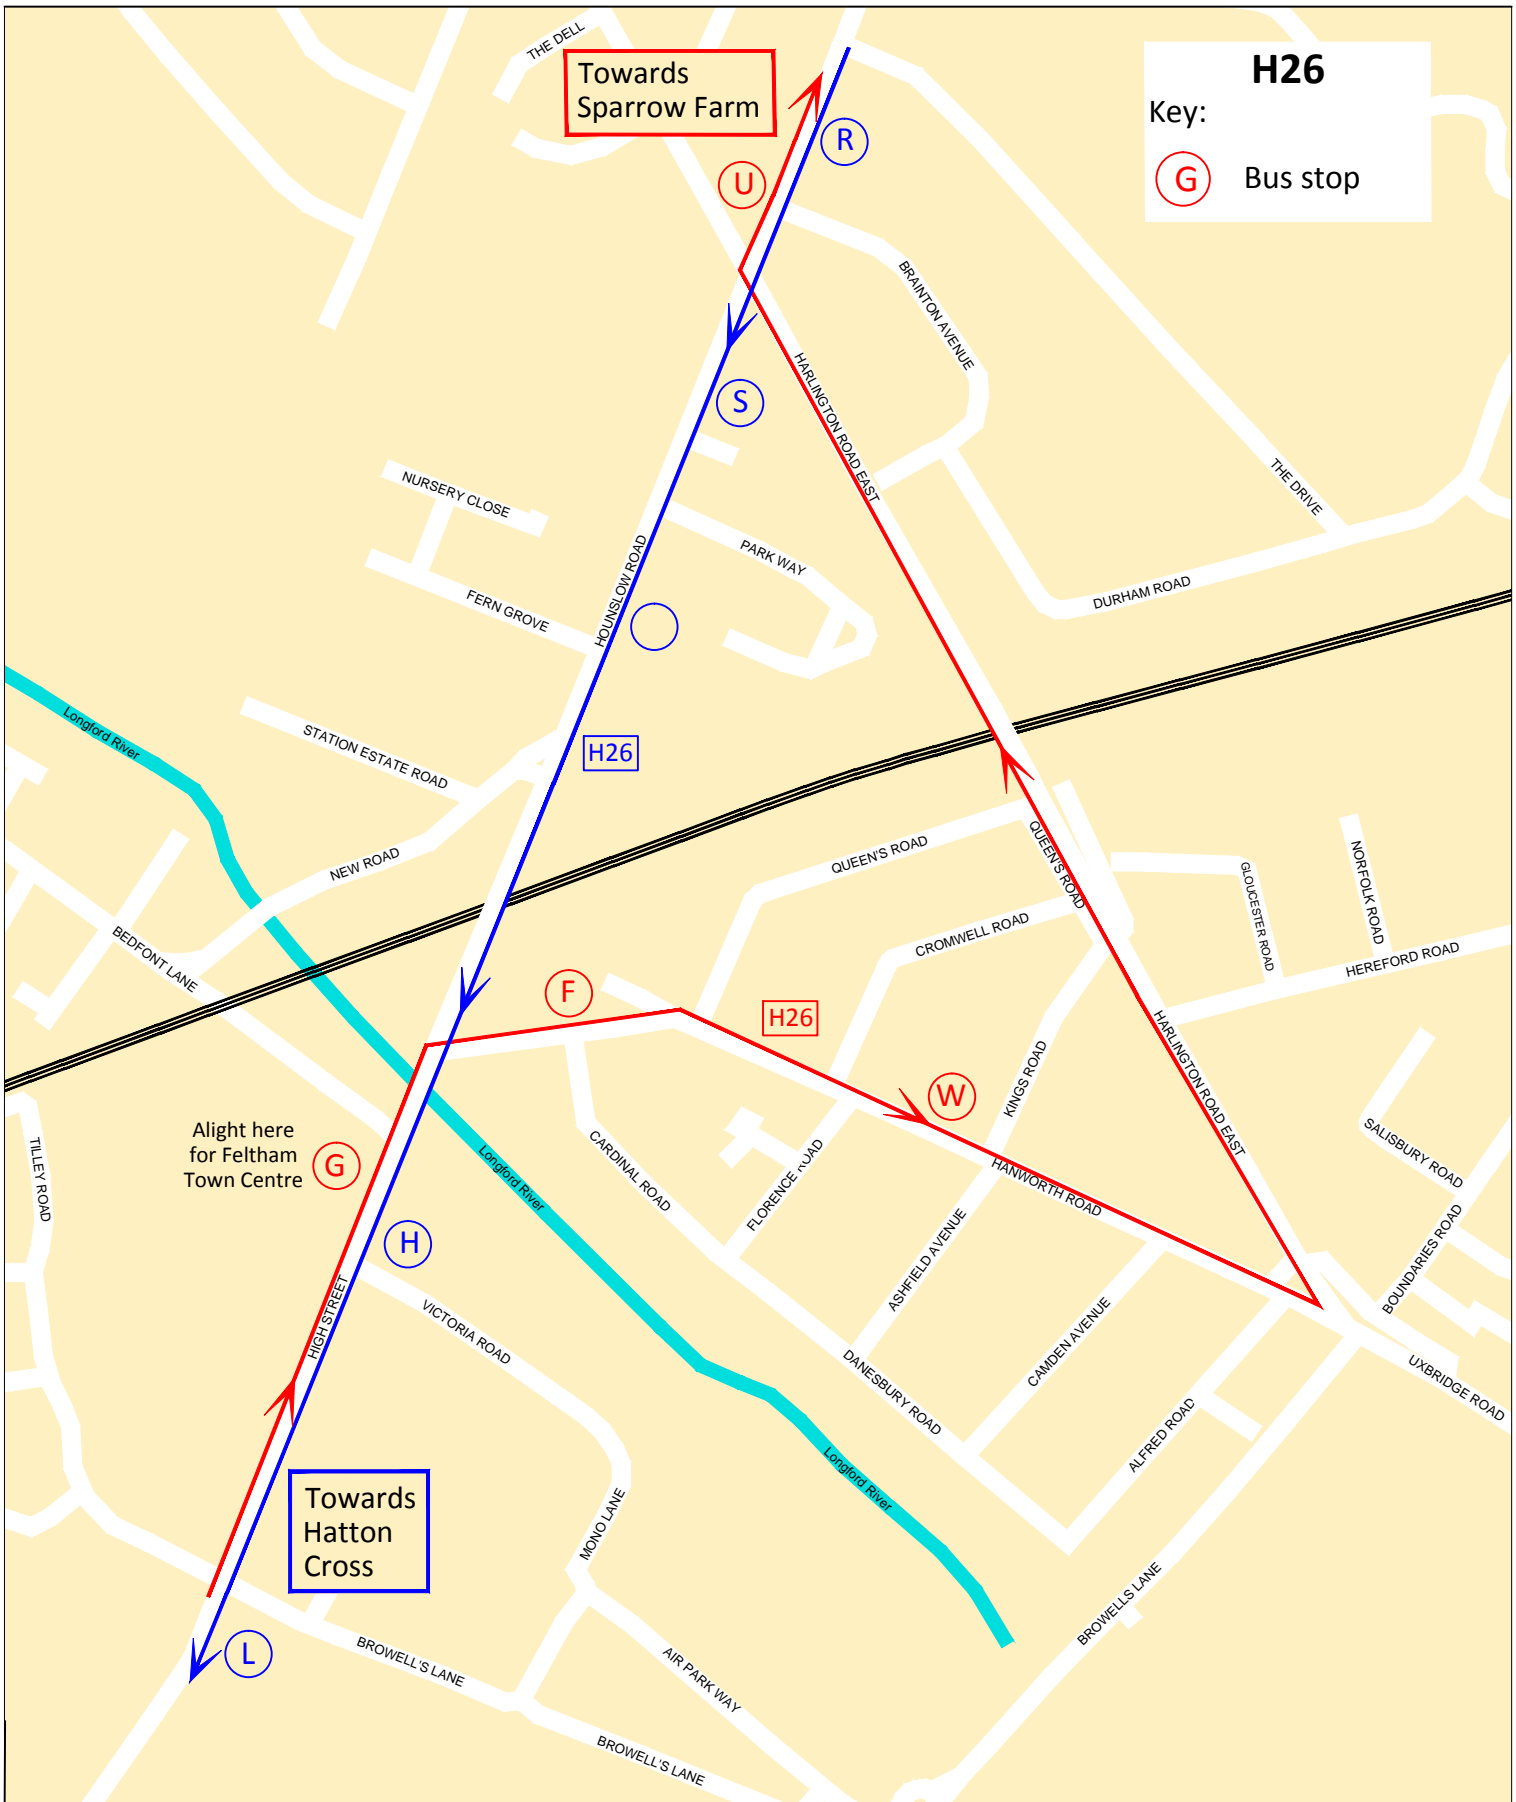 THE DELL
Towards
Sparrow Farm
H26
Key:
G Bus stop
R
U
BRAINTON AVENUE
S
HARLINGTON ROAD EAST
NURSERY CLOSE
THE DRIVE
HOUNSLOW ROAD
PARK WAY
FERN GROVE
DURHAM ROAD
Longford River
STATION ESTATE ROAD
H26
NEW ROAD
QUEEN'S ROAD
QUEEN'S ROAD
GLOUCESTER ROAD
NORFOLK ROAD
BEDFONT LANE
CROMWELL ROAD
HEREFORD ROAD
F
H26
HARLINGTON ROAD EAST
KINGS ROAD
W
Alight here
for Feltham
Town Centre
G
TILLEY ROAD
Longford River
CARDINAL ROAD
FLORENCE ROAD
HANWORTH ROAD
SALISBURY ROAD
H
ASHFIELD AVENUE
BOUNDARIES ROAD
HIGH STREET
VICTORIA ROAD
CAMDEN AVENUE
DANESBURY ROAD
UXBRIDGE ROAD
ALFRED ROAD
Longford River
Towards
Hatton
Cross
MONO LANE
BROWELLS LANE
L
BROWELL'S LANE
AIR PARK WAY
BROWELL'S LANE